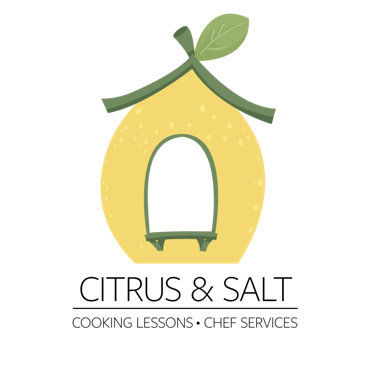 CITRUS & SALT
COOKING LESSONS • CHEF SERVICES